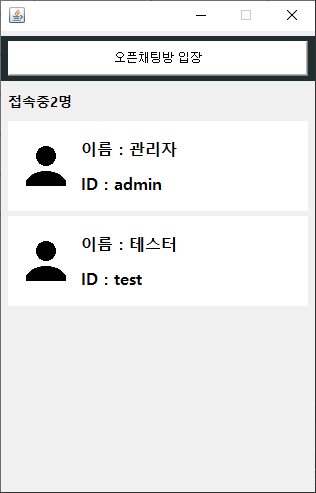 오픈채팅방 입장
접속중2명
이름 : 관리자
ID : admin
이름 : 테스터
ID : test